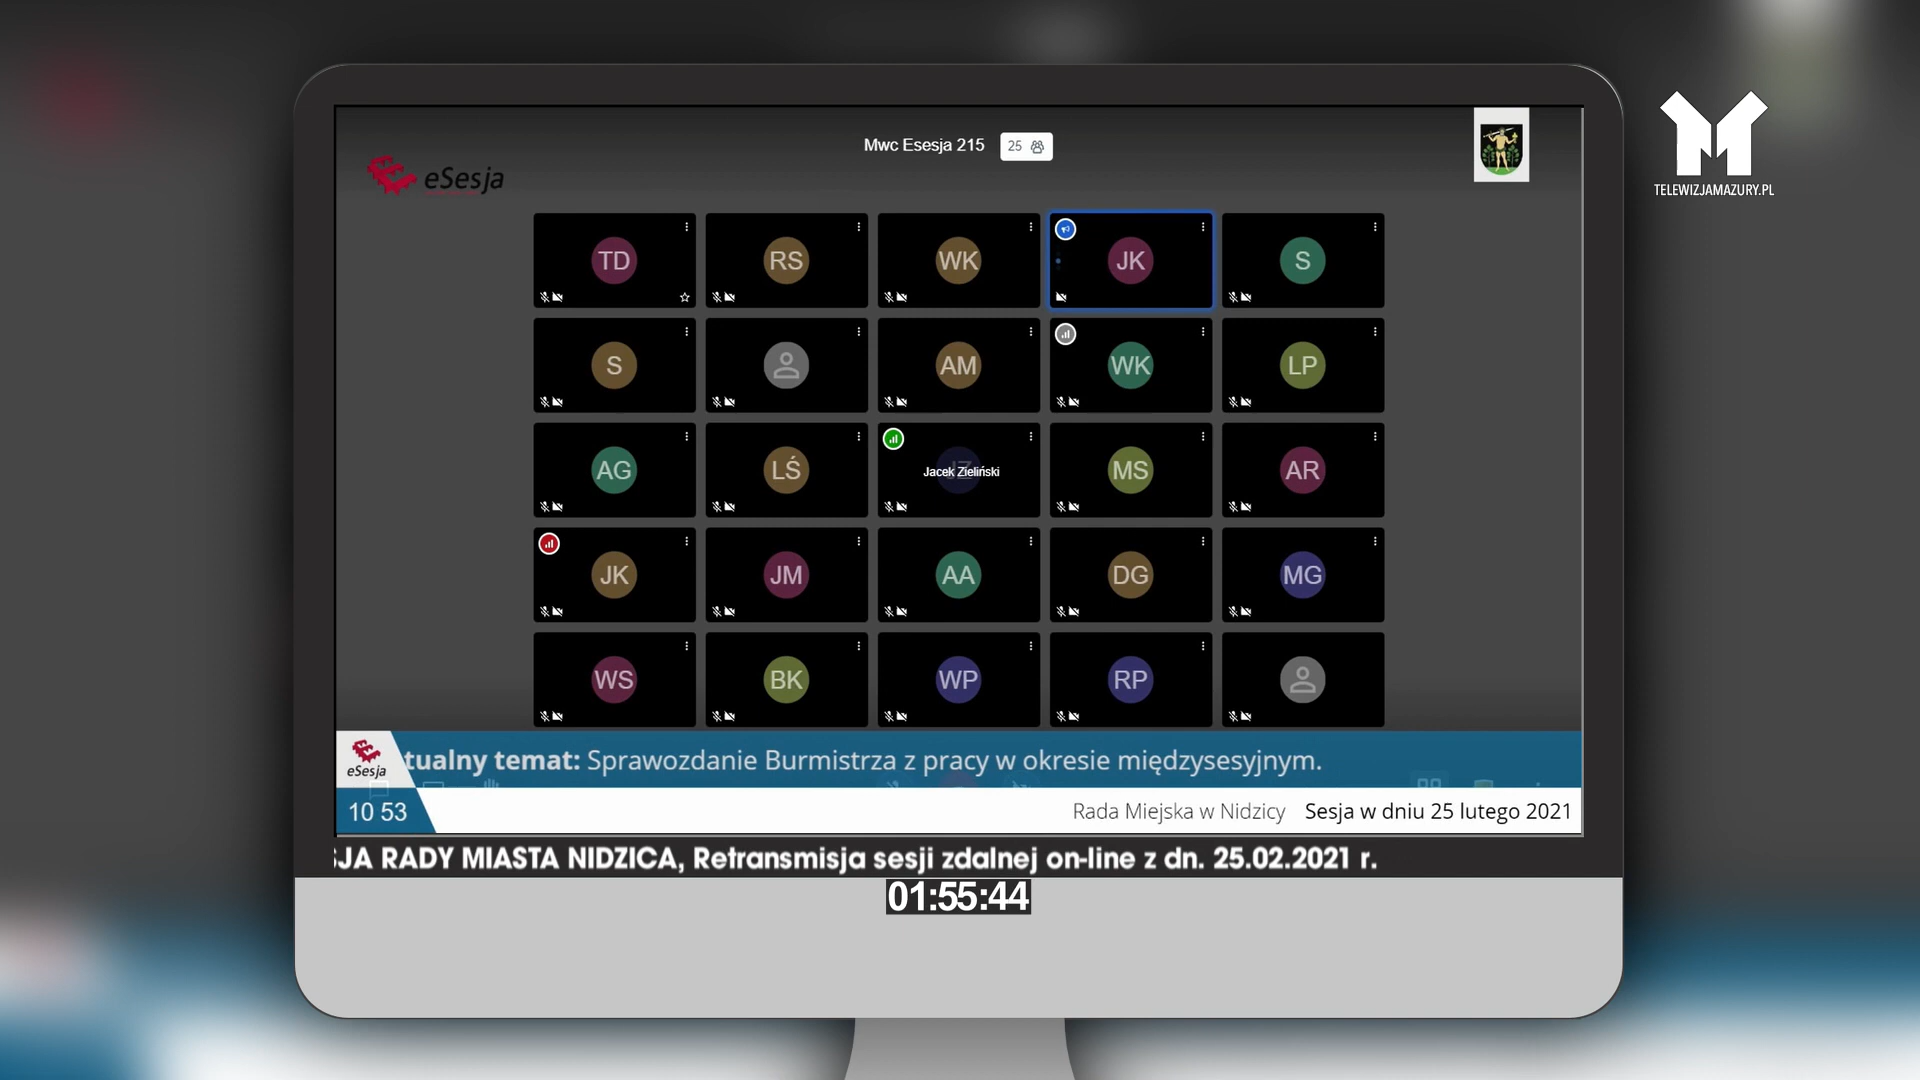 Mwc Esesja 215 25
eSesja
TELEWIZJAMAZURY.PL
TD RS WK JK S
S AM WK LP
AG LŚ Jacek Zieliński MS AR
JK JM AA DG MG
WS BK WP RP
eSesja
tualny temat: Sprawozdanie Burmistrza z pracy w okresie międzysesyjnym.
10 53
Rada Miejska w Nidzicy Sesja w dniu 25 lutego 2021
JA RADY MIASTA NIDZICA, Retransmisja sesji zdalnej on-line z dn. 25.02.2021 r.
01:55:44